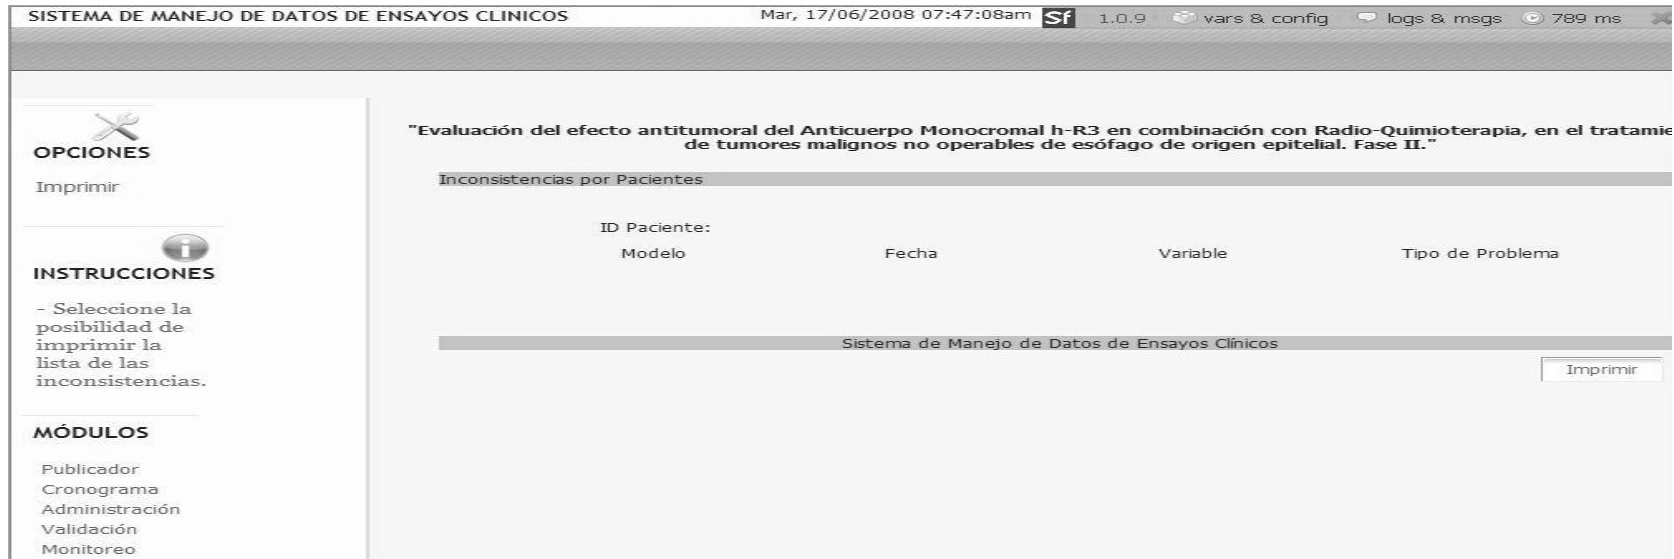 SISTEMA DE MANEJO DE DATOS DE ENSAYOS CLINICOS
Mar, 17/06/2008 07:47:08am Sf 1.0.9 vars & config logs & msgs 789 ms
OPCIONES
Imprimir
INSTRUCCIONES
- Seleccione la
posibilidad de
imprimir la
lista de las
inconsistencias.
MÓDULOS
Publicador
Cronograma
Administración
Validación
Monitoreo
"Evaluación del efecto antitumoral del Anticuerpo Monocromal h-R3 en combinación con Radio-Quimioterapia, en el tratamie
de tumores malignos no operables de esófago de origen epitelial. Fase II."
Inconsistencias por Pacientes
ID Paciente:
Modelo Fecha Variable Tipo de Problema
Sistema de Manejo de Datos de Ensayos Clínicos
Imprimir